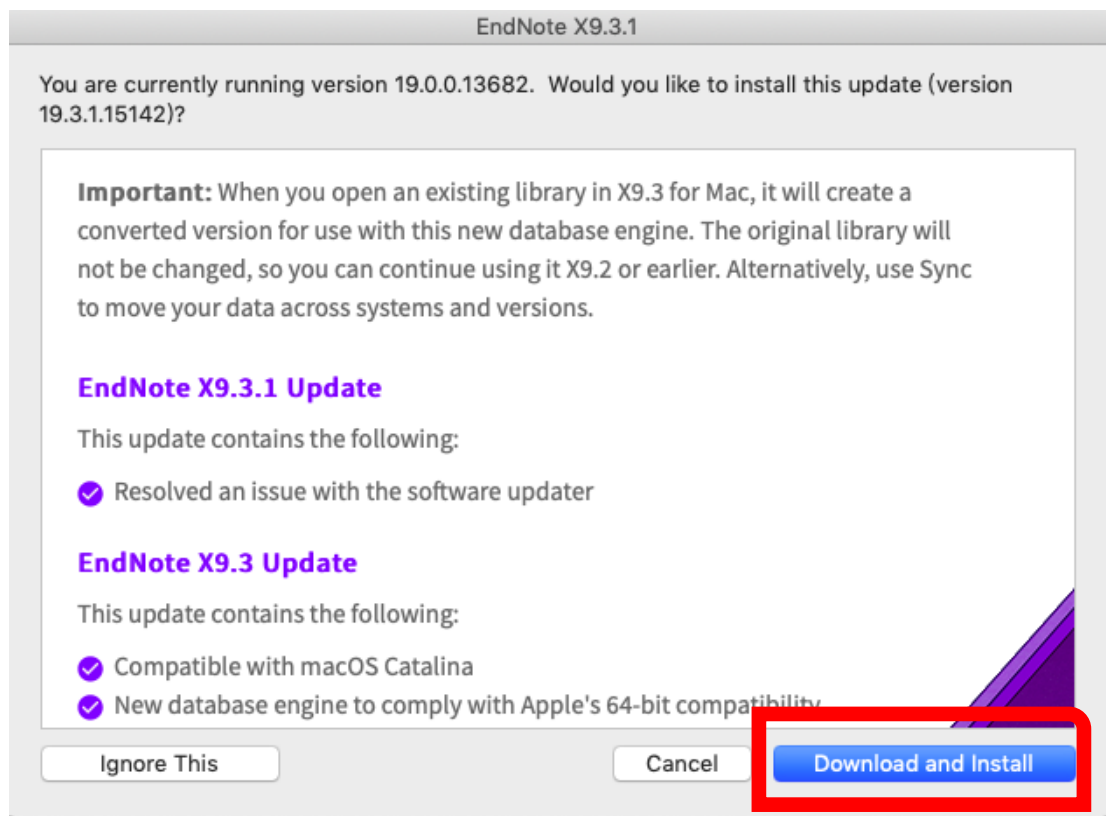 EndNote X9.3.1
You are currently running version 19.0.0.13682.  Would you like to install this update (version
19.3.1.15142)?
Important: When you open an existing library in X9.3 for Mac, it will create a
converted version for use with this new database engine. The original library will
not be changed, so you can continue using it X9.2 or earlier. Alternatively, use Sync
to move your data across systems and versions.
EndNote X9.3.1 Update
This update contains the following:
Resolved an issue with the software updater
EndNote X9.3 Update
This update contains the following:
Compatible with macOS Catalina
New database engine to comply with Apple's 64-bit compatibility
Ignore This
Cancel
Download and Install